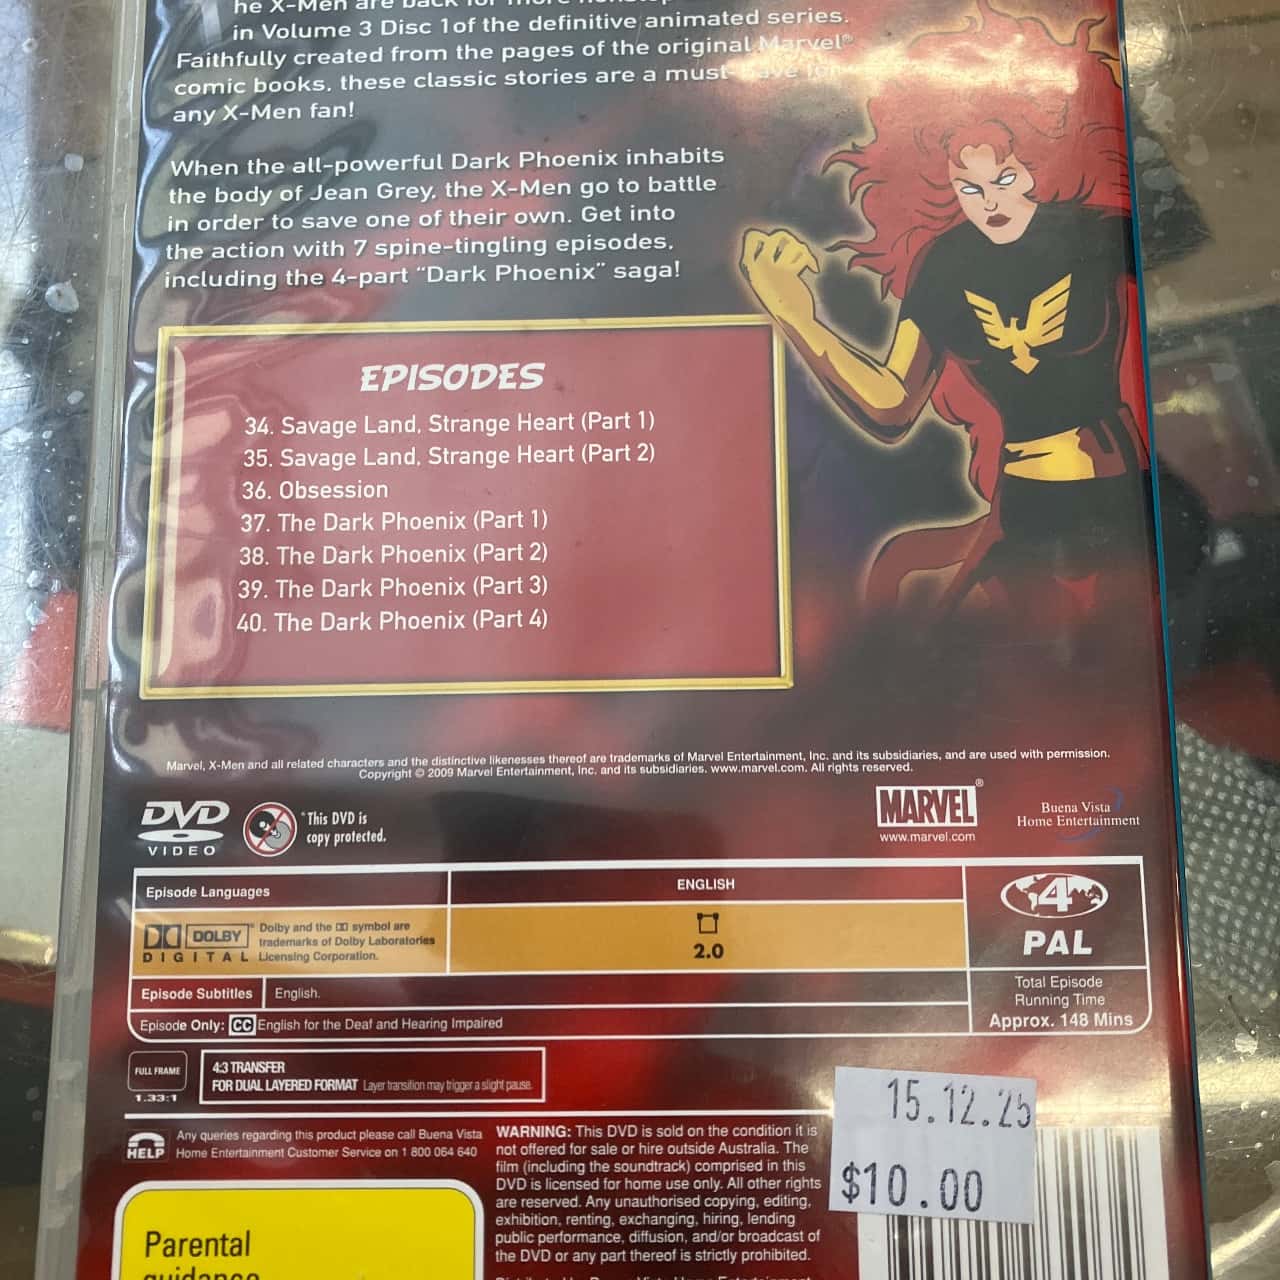 he X-Men are back for more nonstop
in Volume 3 Disc 1of the definitive animated series.
Faithfully created from the pages of the original Marvel®
comic books, these classic stories are a must-have for
any X-Men fan!
When the all-powerful Dark Phoenix inhabits
the body of Jean Grey, the X-Men go to battle
in order to save one of their own. Get into
the action with 7 spine-tingling episodes,
including the 4-part “Dark Phoenix” saga!
EPISODES
34. Savage Land, Strange Heart (Part 1)
35. Savage Land, Strange Heart (Part 2)
36. Obsession
37. The Dark Phoenix (Part 1)
38. The Dark Phoenix (Part 2)
39. The Dark Phoenix (Part 3)
40. The Dark Phoenix (Part 4)
Marvel, X-Men and all related characters and the distinctive likenesses thereof are trademarks of Marvel Entertainment, Inc. and its subsidiaries, and are used with permission.
Copyright © 2009 Marvel Entertainment, Inc. and its subsidiaries. www.marvel.com. All rights reserved.
DVD
VIDEO
This DVD is
copy protected.
MARVEL®
www.marvel.com
Buena Vista
Home Entertainment
Episode Languages
ENGLISH
DOLBY
DIGITAL
Dolby and the symbol are
trademarks of Dolby Laboratories
Licensing Corporation.
2.0
4
PAL
Episode Subtitles
English.
Episode Only: CC English for the Deaf and Hearing Impaired
Total Episode
Running Time
Approx. 148 Mins
FULL FRAME
1.33:1
4:3 TRANSFER
FOR DUAL LAYERED FORMAT Layer transition may trigger a slight pause.
HELP
Any queries regarding this product please call Buena Vista
Home Entertainment Customer Service on 1 800 064 640
WARNING: This DVD is sold on the condition it is
not offered for sale or hire outside Australia. The
film (including the soundtrack) comprised in this
DVD is licensed for home use only. All other rights
are reserved. Any unauthorised copying, editing,
exhibition, renting, exchanging, hiring, lending
public performance, diffusion, and/or broadcast of
the DVD or any part thereof is strictly prohibited.
15.12.25
$10.00
Parental
guidance